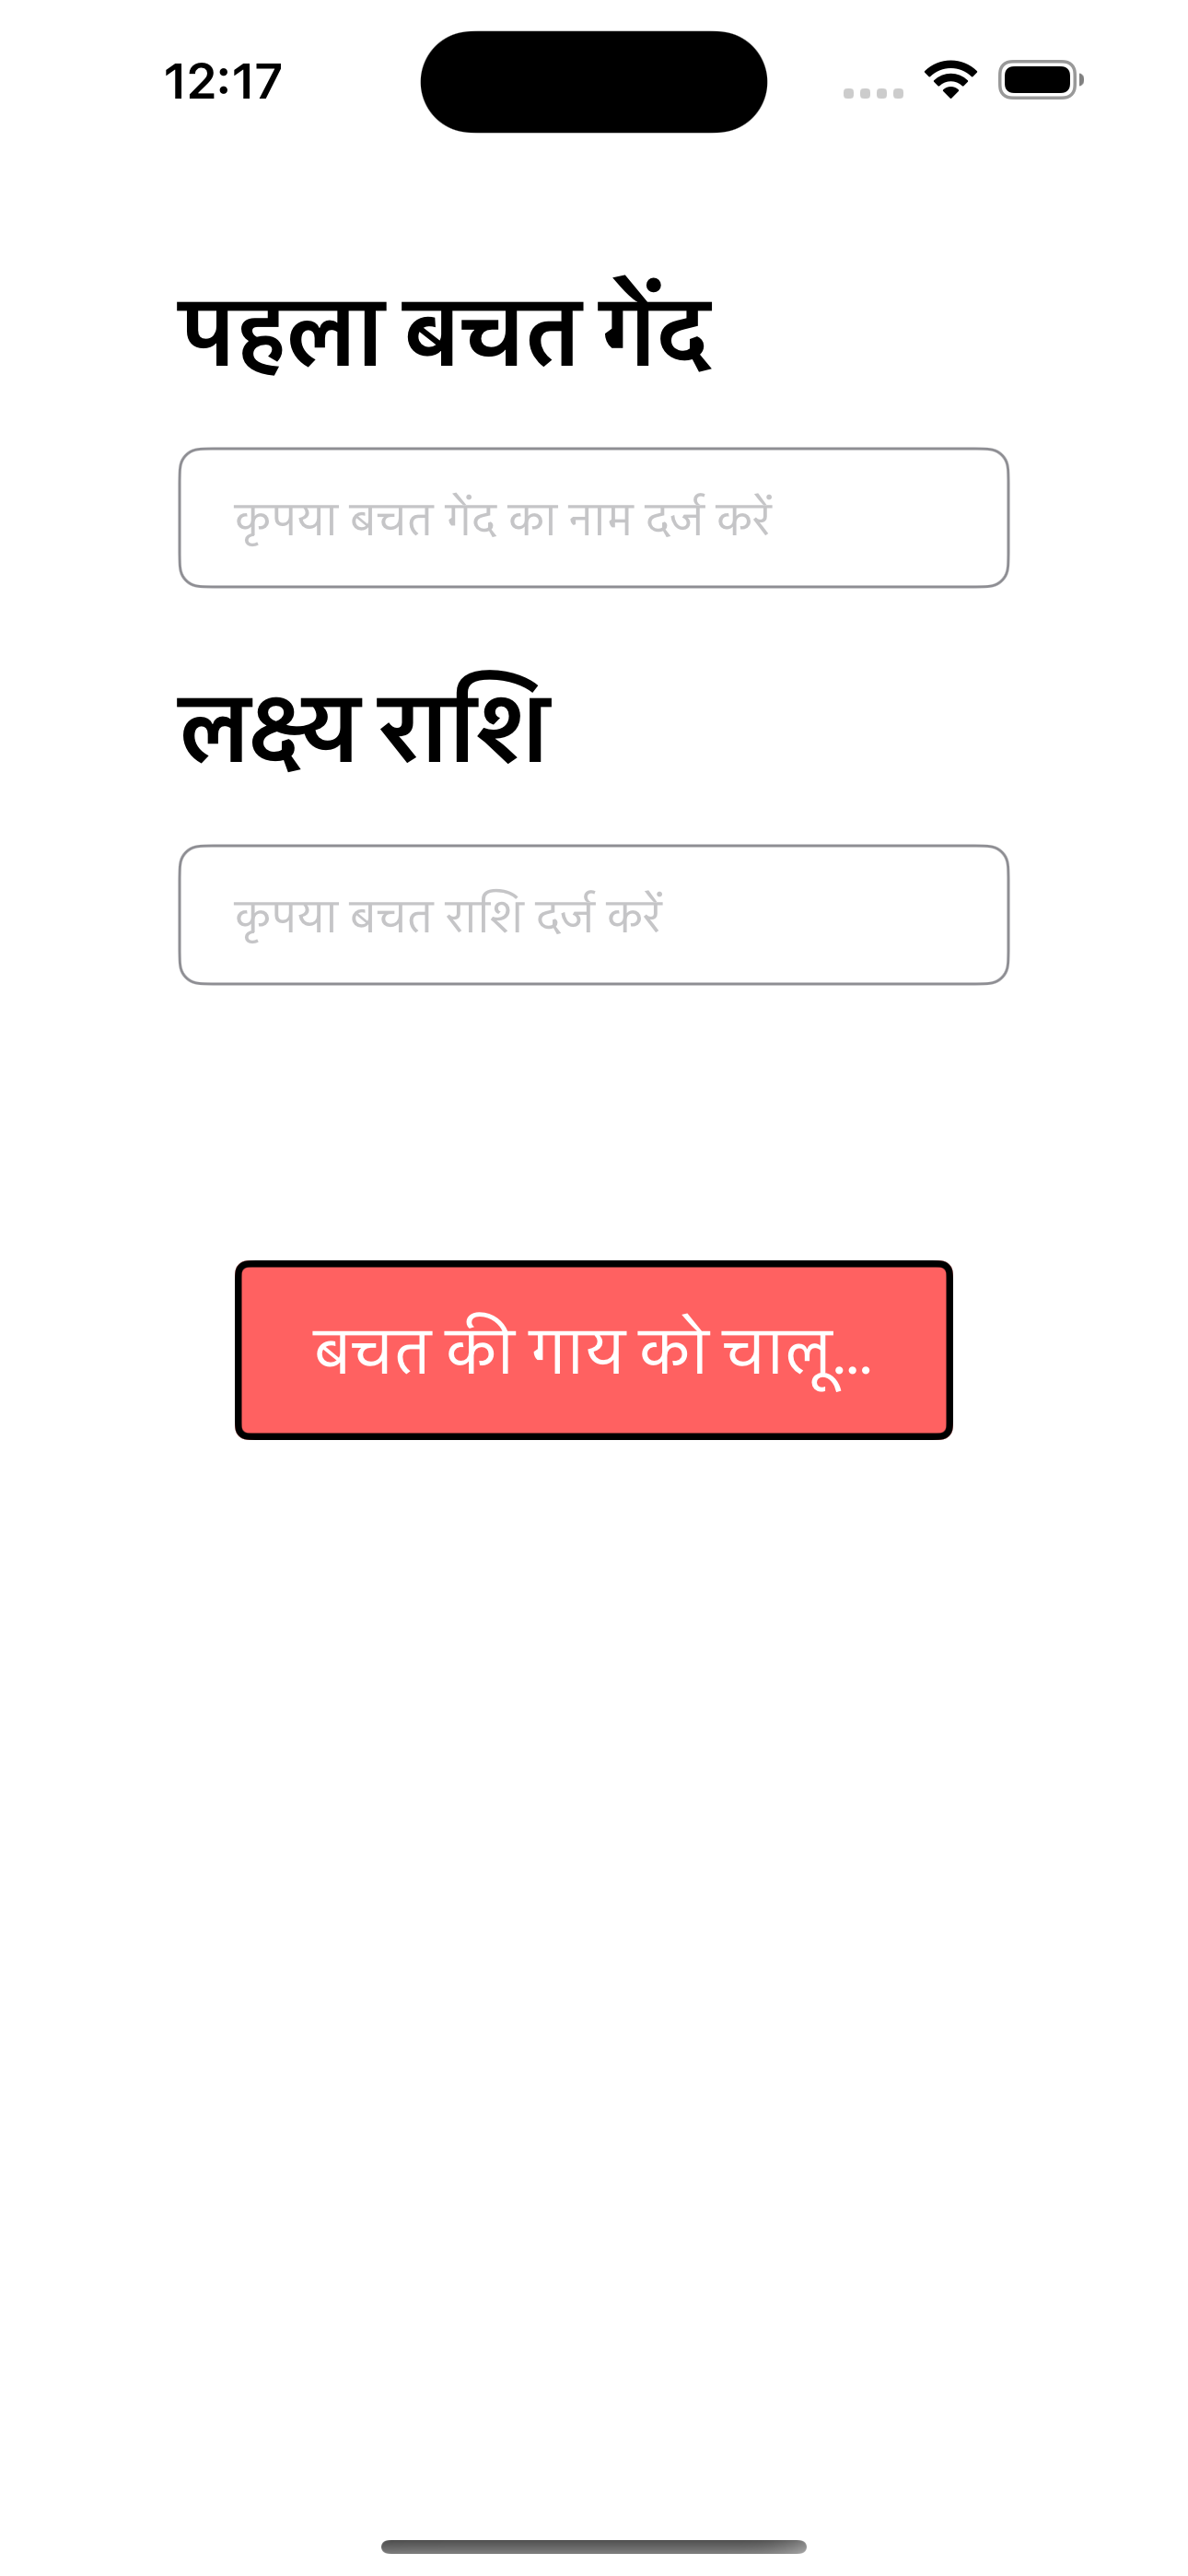 12:17
पहला बचत गेंद
कृपया बचत गेंद का नाम दर्ज करें
लक्ष्य राशि
कृपया बचत राशि दर्ज करें
बचत की गाय को चालू...